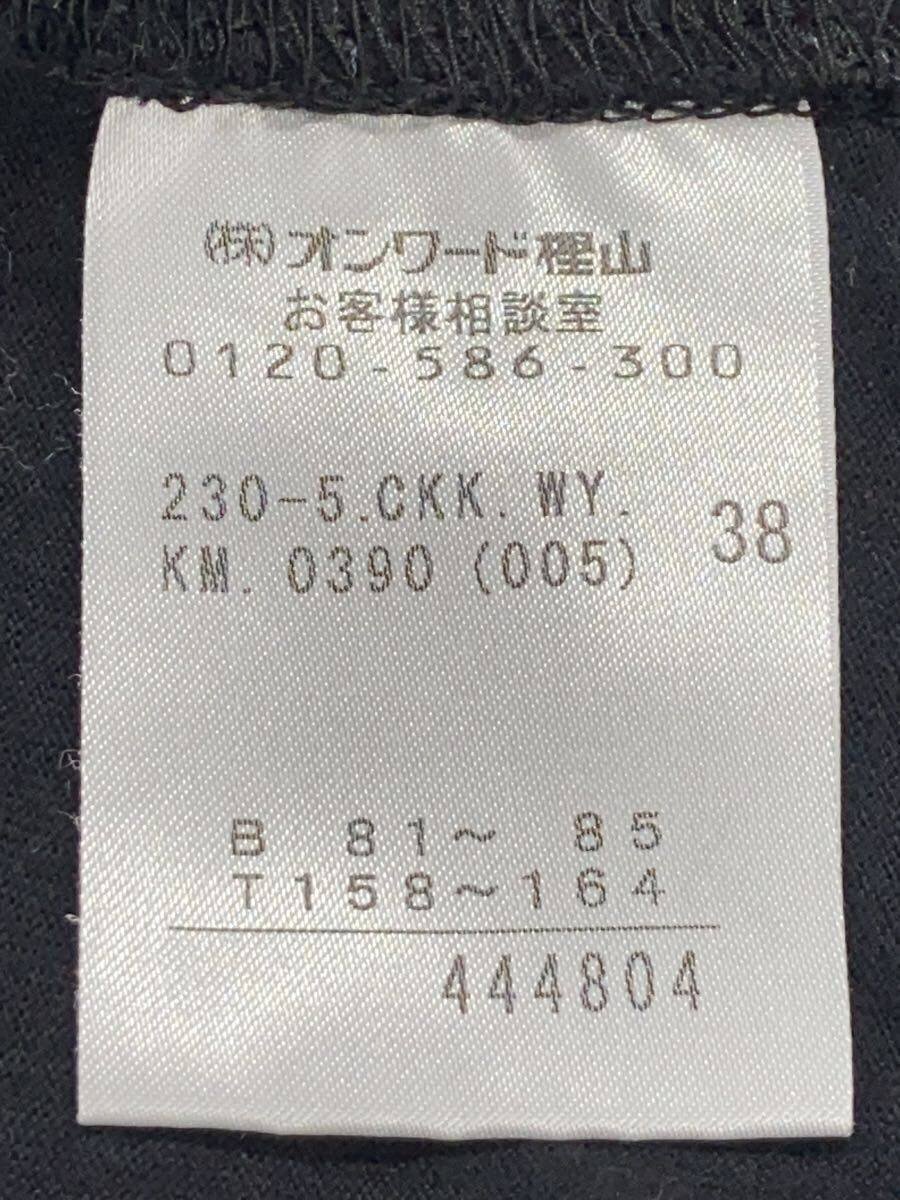 (株)オンワード樫山
お客様相談室
0120-586-300
230-5.CKK.WY.
KM.0390(005)
38
B 81~ 85
T158~164
444804